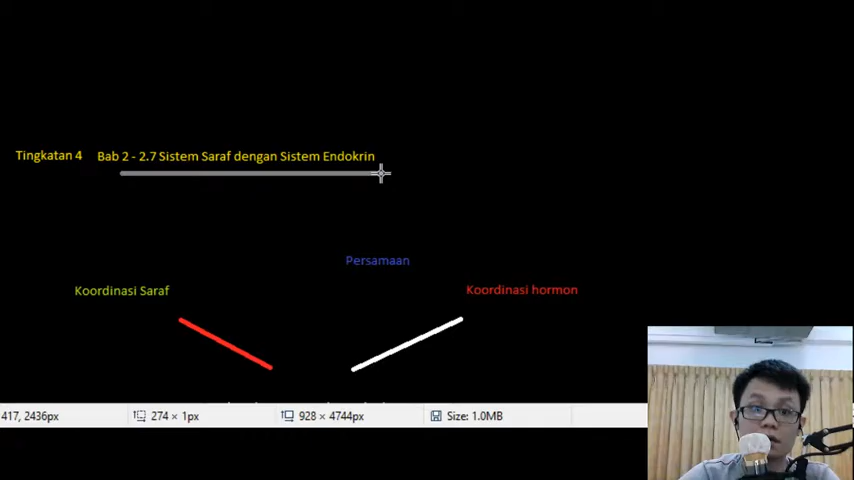 Tingkatan 4 Bab 2 - 2.7 Sistem Saraf dengan Sistem Endokrin
Persamaan
Koordinasi Saraf
Koordinasi hormon
417, 2436px
274 × 1px
928 × 4744px
Size: 1.0MB